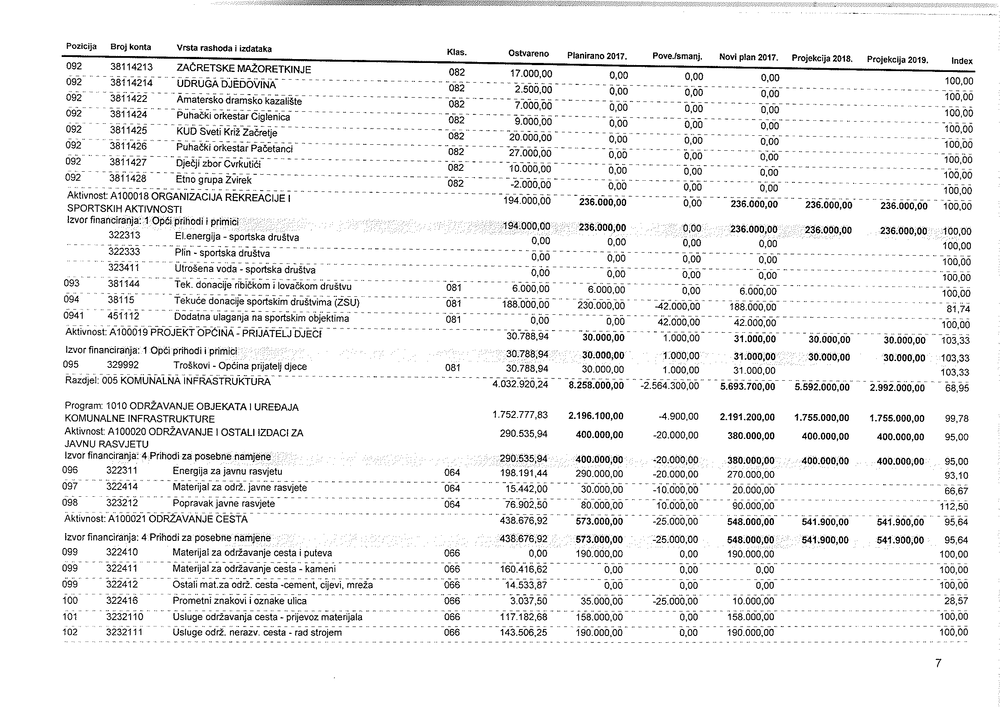 Pozicija Broj konta Vrsta rashoda i izdataka Klas. Ostvareno Planirano 2017. Pove./smanj. Novi plan 2017. Projekcija 2018. Projekcija 2019. Index
092 38114213 ZAČRETSKE MAŽORETKINJE 082 17.000,00 0,00 0,00 0,00 100,00
092 38114214 UDRUGA DJEDOVINA 082 2.500,00 0,00 0,00 0,00 100,00
092 3811422 Amatersko dramsko kazalište 082 7.000,00 0,00 0,00 0,00 100,00
092 3811424 Puhački orkestar Ciglenica 082 9.000,00 0,00 0,00 0,00 100,00
092 3811425 KUD Sveti Križ Začretje 082 20.000,00 0,00 0,00 0,00 100,00
092 3811426 Puhački orkestar Pačetanci 082 27.000,00 0,00 0,00 0,00 100,00
092 3811427 Dječji zbor Cvrkutići 082 10.000,00 0,00 0,00 0,00 100,00
092 3811428 Etno grupa Zvirek 082 -2.000,00 0,00 0,00 0,00 100,00
Aktivnost: A100018 ORGANIZACIJA REKREACIJE I 194.000,00 236.000,00 0,00 236.000,00 236.000,00 236.000,00 100,00
SPORTSKIH AKTIVNOSTI
Izvor financiranja: 1 Opći prihodi i primici 194.000,00 236.000,00 0,00 236.000,00 236.000,00 236.000,00 100,00
322313 El.energija - sportska društva 0,00 0,00 0,00 0,00 100,00
322333 Plin - sportska društva 0,00 0,00 0,00 0,00 100,00
323411 Utrošena voda - sportska društva 0,00 0,00 0,00 0,00 100,00
093 381144 Tek. donacije ribičkom i lovačkom društvu 081 6.000,00 6.000,00 0,00 6.000,00 100,00
094 38115 Tekuće donacije sportskim društvima (ZSU) 081 188.000,00 230.000,00 -42.000,00 188.000,00 81,74
0941 451112 Dodatna ulaganja na sportskim objektima 081 0,00 0,00 42.000,00 42.000,00 100,00
Aktivnost: A100019 PROJEKT OPĆINA - PRIJATELJ DJECI 30.788,94 30.000,00 1.000,00 31.000,00 30.000,00 30.000,00 103,33
Izvor financiranja: 1 Opći prihodi i primici 30.788,94 30.000,00 1.000,00 31.000,00 30.000,00 30.000,00 103,33
095 329992 Troškovi - Općina prijatelj djece 081 30.788,94 30.000,00 1.000,00 31.000,00 103,33
Razdjel: 005 KOMUNALNA INFRASTRUKTURA 4.032.920,24 8.258.000,00 -2.564.300,00 5.693.700,00 5.592.000,00 2.992.000,00 68,95
Program: 1010 ODRŽAVANJE OBJEKATA I UREĐAJA
KOMUNALNE INFRASTRUKTURE 1.752.777,83 2.196.100,00 -4.900,00 2.191.200,00 1.755.000,00 1.755.000,00 99,78
Aktivnost: A100020 ODRŽAVANJE I OSTALI IZDACI ZA 290.535,94 400.000,00 -20.000,00 380.000,00 400.000,00 400.000,00 95,00
JAVNU RASVJETU
Izvor financiranja: 4 Prihodi za posebne namjene 290.535,94 400.000,00 -20.000,00 380.000,00 400.000,00 400.000,00 95,00
096 322311 Energija za javnu rasvjetu 064 198.191,44 290.000,00 -20.000,00 270.000,00 93,10
097 322414 Materijal za održ. javne rasvjete 064 15.442,00 30.000,00 -10.000,00 20.000,00 66,67
098 323212 Popravak javne rasvjete 064 76.902,50 80.000,00 10.000,00 90.000,00 112,50
Aktivnost: A100021 ODRŽAVANJE CESTA 438.676,92 573.000,00 -25.000,00 548.000,00 541.900,00 541.900,00 95,64
Izvor financiranja: 4 Prihodi za posebne namjene 438.676,92 573.000,00 -25.000,00 548.000,00 541.900,00 541.900,00 95,64
099 322410 Materijal za održavanje cesta i puteva 066 0,00 190.000,00 0,00 190.000,00 100,00
099 322411 Materijal za održavanje cesta - kameni 066 160.416,62 0,00 0,00 0,00 100,00
099 322412 Ostali mat.za održ. cesta -cement, cijevi, mreža 066 14.533,87 0,00 0,00 0,00 100,00
100 322416 Prometni znakovi i oznake ulica 066 3.037,50 35.000,00 -25.000,00 10.000,00 28,57
101 3232110 Usluge održavanja cesta - prijevoz materijala 066 117.182,68 158.000,00 0,00 158.000,00 100,00
102 3232111 Usluge održ. nerazv. cesta - rad strojem 066 143.506,25 190.000,00 0,00 190.000,00 100,00
7